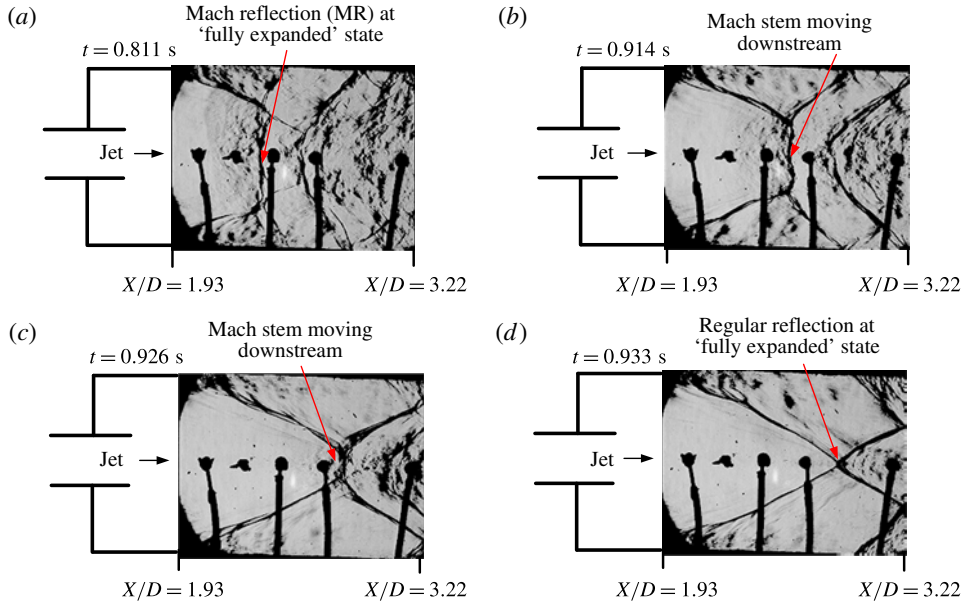 (a)
Mach reflection (MR) at
‘fully expanded’ state
t = 0.811 s
Jet
X/D = 1.93
X/D = 3.22
(b)
Mach stem moving
downstream
t = 0.914 s
Jet
X/D = 1.93
X/D = 3.22
(c)
Mach stem moving
downstream
t = 0.926 s
Jet
X/D = 1.93
X/D = 3.22
(d)
Regular reflection at
‘fully expanded’ state
t = 0.933 s
Jet
X/D = 1.93
X/D = 3.22